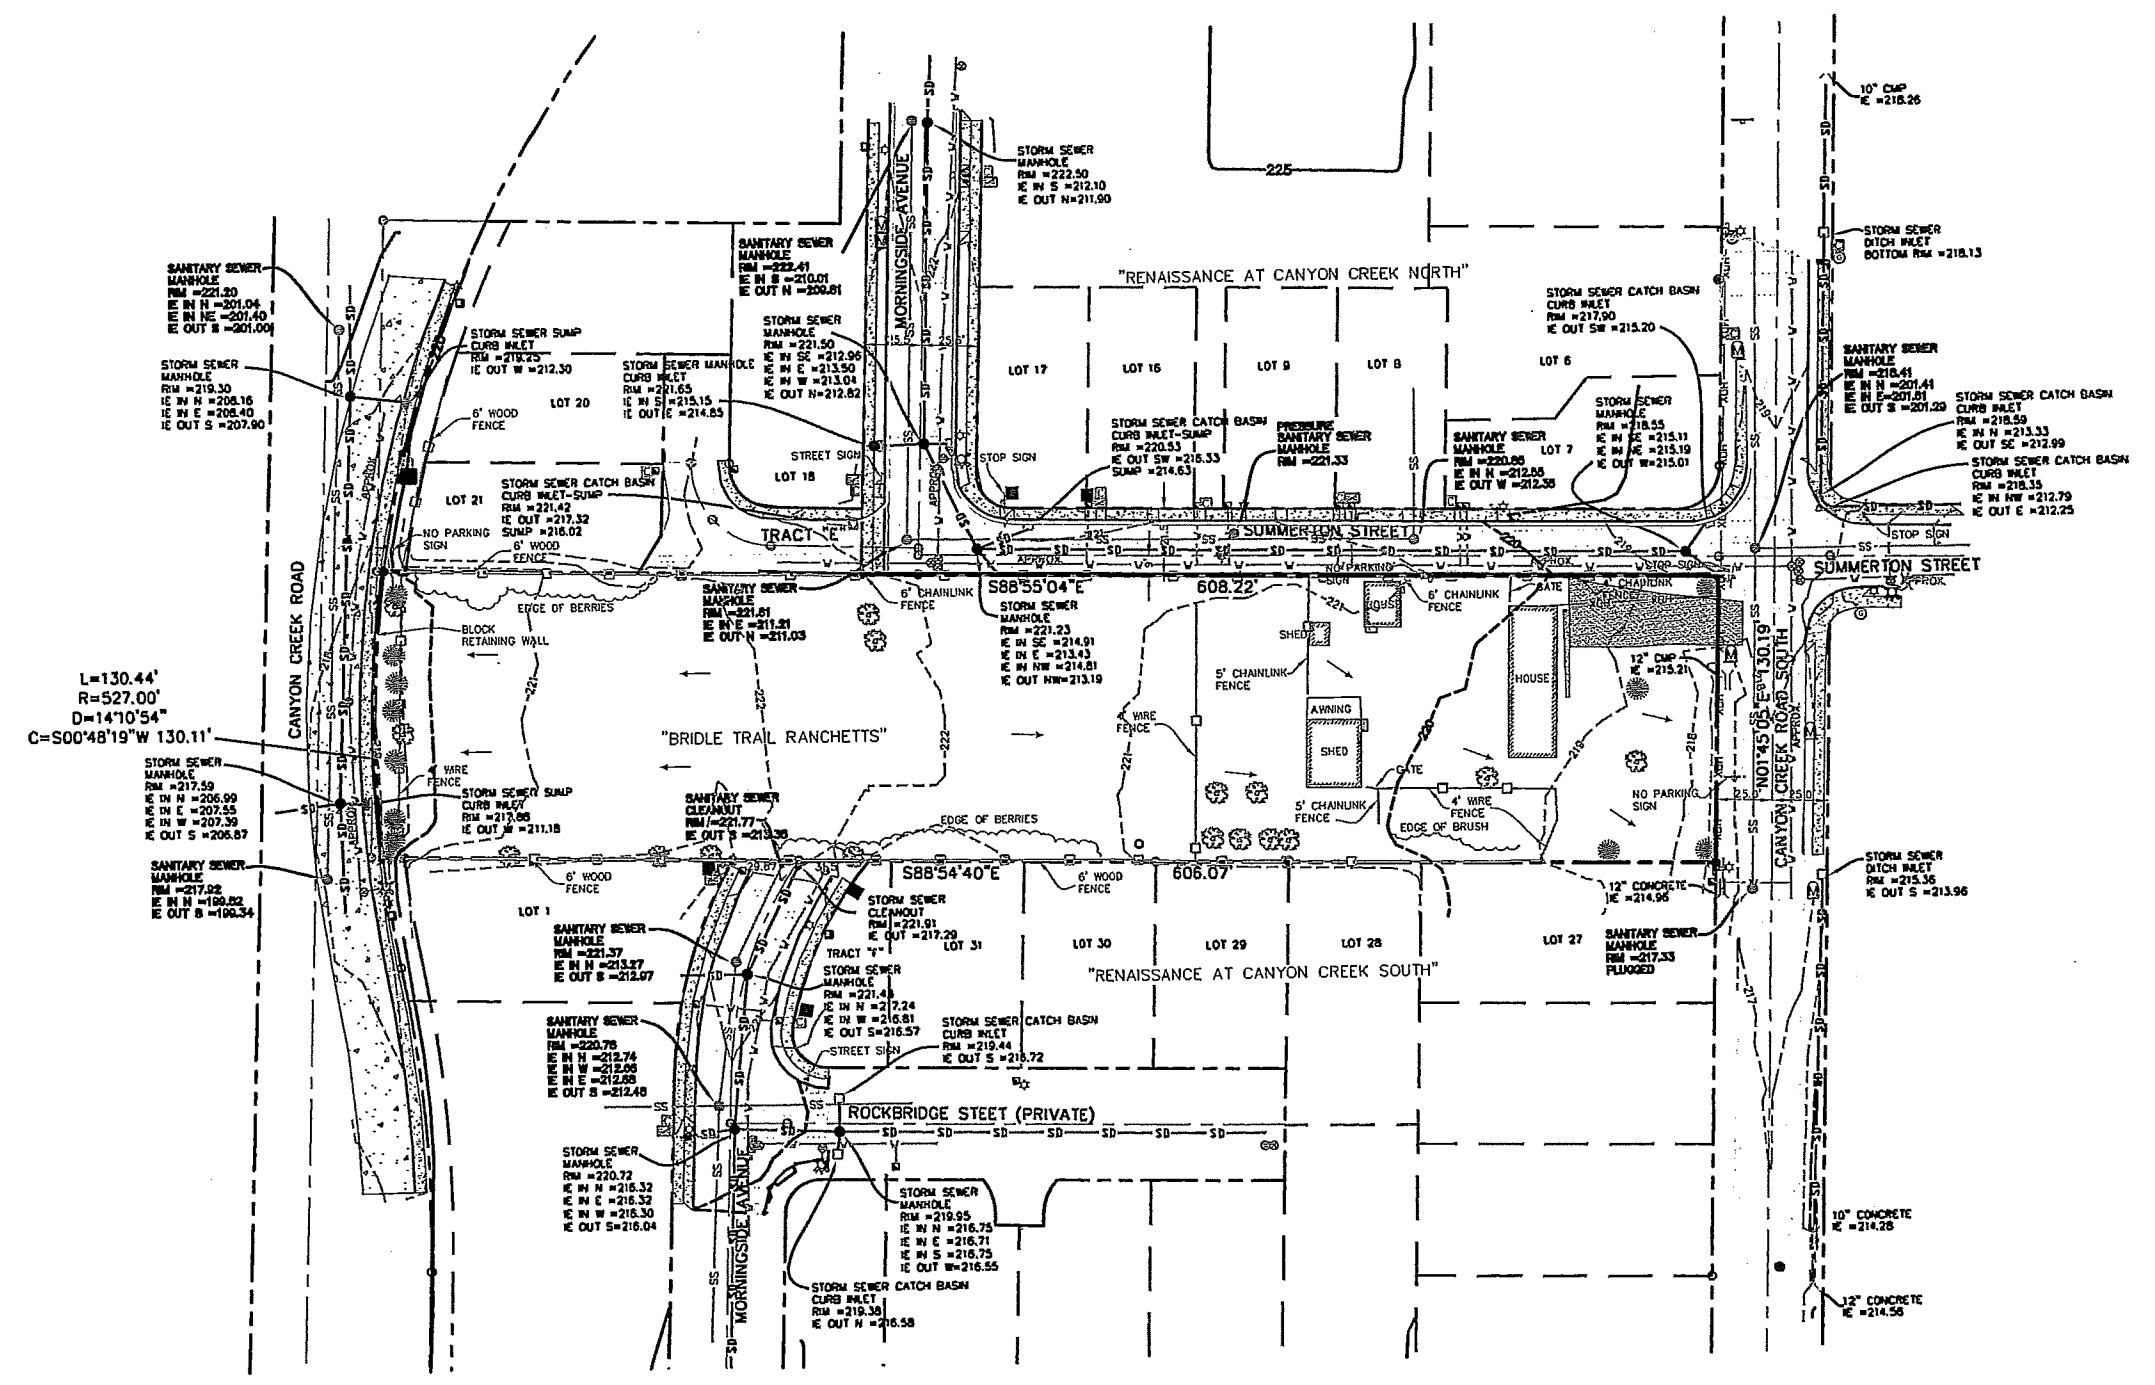 10" CMP
IE =218.26
STORM SEWER
MANHOLE
RIM =222.50
IE IN S =212.10
IE OUT N=211.90
225
MORNINGSIDE AVENUE
STORM SEWER
DITCH INLET
BOTTOM RIM =218.13
SANITARY SEWER
MANHOLE
RIM =222.41
IE IN S =210.01
IE OUT N =209.81
"RENAISSANCE AT CANYON CREEK NORTH"
SANITARY SEWER
MANHOLE
RIM =221.20
IE IN N =201.04
IE IN NE =201.40
IE OUT S =201.00
STORM SEWER CATCH BASIN
CURB INLET
RIM =217.90
IE OUT SW =215.20
STORM SEWER SUMP
CURB INLET
RIM =219.25
IE OUT W =212.30
STORM SEWER
MANHOLE
RIM =221.50
IE IN SE =212.96
IE IN E =213.50
IE IN W =213.04
IE OUT N=212.82
STORM SEWER
MANHOLE
RIM =219.30
IE IN N =208.16
IE IN E =208.40
IE OUT S =207.90
STORM SEWER MANHOLE
CURB INLET
RIM =221.65
IE IN S =215.15
IE OUT E =214.85
LOT 17
LOT 16
LOT 9
LOT 8
LOT 6
SANITARY SEWER
MANHOLE
RIM =218.41
IE IN N =201.41
IE IN E=201.81
IE OUT S =201.29
STORM SEWER CATCH BASIN
CURB INLET
RIM =218.59
IE IN N =213.33
IE OUT SE =212.99
LOT 20
6' WOOD
FENCE
STORM SEWER
MANHOLE
RIM =218.55
IE IN SE =215.11
IE IN NE =215.19
IE OUT W=215.01
LOT 7
STORM SEWER CATCH BASIN
CURB INLET-SUMP
RIM =220.53
IE OUT SW =216.33
SUMP =214.63
PRESSURE
SANITARY SEWER
MANHOLE
RIM =221.33
SANITARY SEWER
MANHOLE
RIM =220.86
IE IN N =212.55
IE OUT W =212.38
STREET SIGN
STOP SIGN
LOT 18
LOT 21
STORM SEWER CATCH BASIN
CURB INLET-SUMP
RIM =221.42
IE OUT =217.32
SUMP =216.02
STORM SEWER CATCH BASIN
CURB INLET
RIM =218.35
IE IN NW =212.79
IE OUT E =212.25
NO PARKING
SIGN
6' WOOD
FENCE
TRACT "E"
SUMMERTON STREET
STOP SIGN
SUMMERTON STREET
CANYON CREEK ROAD
EDGE OF BERRIES
SANITARY SEWER
MANHOLE
RIM =221.61
IE IN E =211.21
IE OUT N =211.03
6' CHAINLINK
FENCE
S88°55'04"E
608.22'
NO PARKING
SIGN
6' CHAINLINK
FENCE
GATE
STOP SIGN
4' CHAINLINK
FENCE
STORM SEWER
MANHOLE
RIM =221.23
IE IN SE =214.91
IE IN E =213.43
IE IN NW =214.81
IE OUT NW=213.19
BLOCK
RETAINING WALL
HOUSE
SHED
5' CHAINLINK
FENCE
12" CMP
IE =215.21
HOUSE
L=130.44'
R=527.00'
D=14°10'54"
C=S00°48'19"W 130.11'
AWNING
SHED
4' WIRE
FENCE
"BRIDLE TRAIL RANCHETTS"
N01°45'05"E 130.19'
CANYON CREEK ROAD SOUTH
STORM SEWER
MANHOLE
RIM =217.59
IE IN N =206.99
IE IN E =207.55
IE IN W =207.39
IE OUT S =206.87
4' WIRE
FENCE
STORM SEWER SUMP
CURB INLET
RIM =217.66
IE OUT W =211.18
SANITARY SEWER
CLEANOUT
RIM =221.77
IE OUT S =213.36
EDGE OF BERRIES
GATE
5' CHAINLINK
FENCE
4' WIRE
FENCE
EDGE OF BRUSH
NO PARKING
SIGN
SANITARY SEWER
MANHOLE
RIM =217.92
IE IN N =199.62
IE OUT S =199.34
6' WOOD
FENCE
S88°54'40"E
606.07'
6' WOOD
FENCE
12" CONCRETE
IE =214.96
STORM SEWER
DITCH INLET
RIM =215.36
IE OUT S =213.96
LOT 1
STORM SEWER
CLEANOUT
RIM =221.91
IE OUT =217.29
LOT 31
LOT 30
LOT 29
LOT 28
LOT 27
SANITARY SEWER
MANHOLE
RIM =217.33
PLUGGED
SANITARY SEWER
MANHOLE
RIM =221.37
IE IN N =213.27
IE OUT S =212.97
TRACT "F"
STORM SEWER
MANHOLE
RIM =221.4
IE IN N =217.24
IE IN W =216.81
IE OUT S=216.57
"RENAISSANCE AT CANYON CREEK SOUTH"
SANITARY SEWER
MANHOLE
RIM =220.76
IE IN N =212.74
IE IN W =212.66
IE IN E =212.68
IE OUT S =212.48
STREET SIGN
STORM SEWER CATCH BASIN
CURB INLET
RIM =219.44
IE OUT S =216.72
ROCKBRIDGE STEET (PRIVATE)
STORM SEWER
MANHOLE
RIM =220.72
IE IN N =216.32
IE IN E =216.32
IE IN W =216.30
IE OUT S=216.04
MORNINGSIDE AVENUE
STORM SEWER
MANHOLE
RIM =219.95
IE IN N =216.75
IE IN E =216.71
IE IN S =216.75
IE OUT W=216.55
STORM SEWER CATCH BASIN
CURB INLET
RIM =219.38
IE OUT N =216.58
10" CONCRETE
IE =214.28
12" CONCRETE
IE =214.56